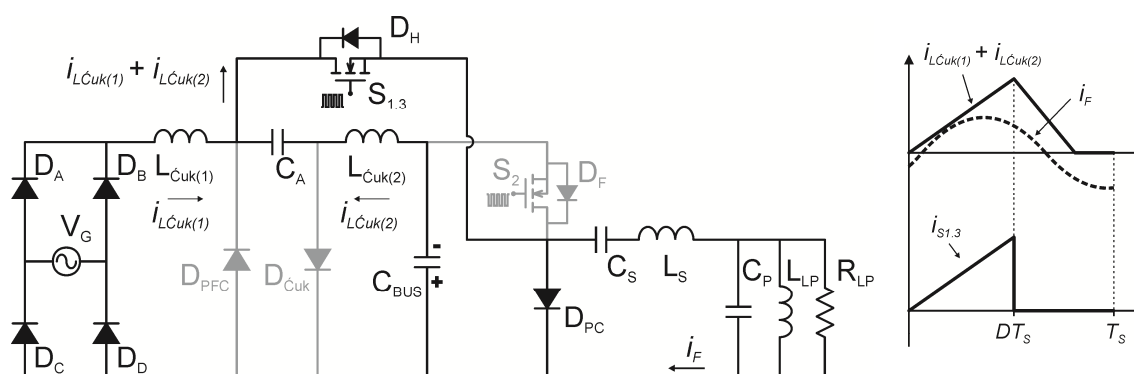 D_H
i_LĆuk(1) + i_LĆuk(2)
S_1.3
D_A
D_B
L_Ćuk(1)
C_A
L_Ćuk(2)
S_2
D_F
i_LĆuk(1)
i_LĆuk(2)
V_G
D_PFC
D_Ćuk
C_BUS
-
+
C_S
L_S
C_P
L_LP
R_LP
D_PC
D_C
D_D
i_F
i_LĆuk(1) + i_LĆuk(2)
i_F
i_S1.3
DT_S
T_S